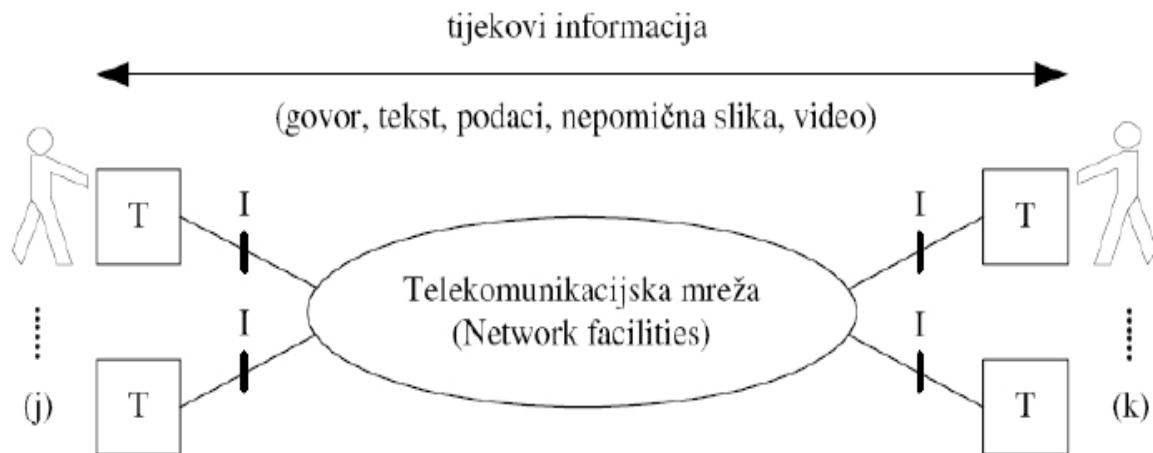 tijekovi informacija
(govor, tekst, podaci, nepomična slika, video)
T I I T
Telekomunikacijska mreža
(Network facilities)
I I
(j) T T (k)